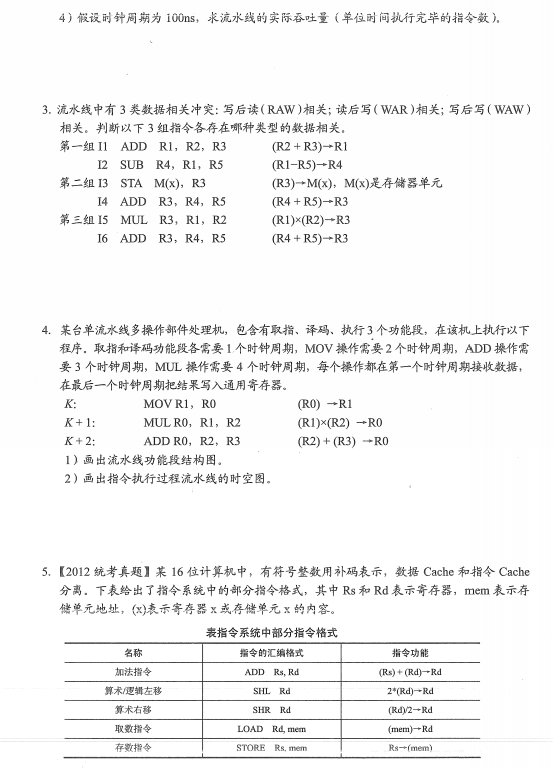 4）假设时钟周期为 100ns，求流水线的实际吞吐量（单位时间执行完毕的指令数）。
3. 流水线中有 3 类数据相关冲突：写后读（RAW）相关；读后写（WAR）相关；写后写（WAW）
相关。判断以下 3 组指令各存在哪种类型的数据相关。
第一组 I1 ADD R1，R2，R3 (R2 + R3)→R1
I2 SUB R4，R1，R5 (R1−R5)→R4
第二组 I3 STA M(x)，R3 (R3)→M(x)，M(x)是存储器单元
I4 ADD R3，R4，R5 (R4 + R5)→R3
第三组 I5 MUL R3，R1，R2 (R1)×(R2)→R3
I6 ADD R3，R4，R5 (R4 + R5)→R3
4. 某台单流水线多操作部件处理机，包含有取指、译码、执行 3 个功能段，在该机上执行以下
程序。取指和译码功能段各需要 1 个时钟周期，MOV 操作需要 2 个时钟周期，ADD 操作需
要 3 个时钟周期，MUL 操作需要 4 个时钟周期，每个操作都在第一个时钟周期接收数据，
在最后一个时钟周期把结果写入通用寄存器。
K: MOV R1，R0 (R0) →R1
K + 1: MUL R0，R1，R2 (R1)×(R2) →R0
K + 2: ADD R0，R2，R3 (R2) + (R3) →R0
1）画出流水线功能段结构图。
2）画出指令执行过程流水线的时空图。
5.【2012 统考真题】某 16 位计算机中，有符号整数用补码表示，数据 Cache 和指令 Cache
分离。下表给出了指令系统中的部分指令格式，其中 Rs 和 Rd 表示寄存器，mem 表示存
储单元地址，(x)表示寄存器 x 或存储单元 x 的内容。
表指令系统中部分指令格式
名称 指令的汇编格式 指令功能
加法指令 ADD Rs, Rd (Rs) + (Rd)→Rd
算术/逻辑左移 SHL Rd 2*(Rd)→Rd
算术右移 SHR Rd (Rd)/2→Rd
取数指令 LOAD Rd, mem (mem)→Rd
存数指令 STORE Rs, mem Rs→(mem)